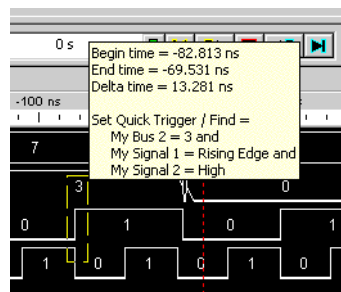 0 s
Begin time = -82.813 ns
End time = -69.531 ns
Delta time = 13.281 ns
Set Quick Trigger / Find =
My Bus 2 = 3 and
My Signal 1 = Rising Edge and
My Signal 2 = High
-100 ns
7
3 0
0 1 0 1
1 0 1 0 1 0